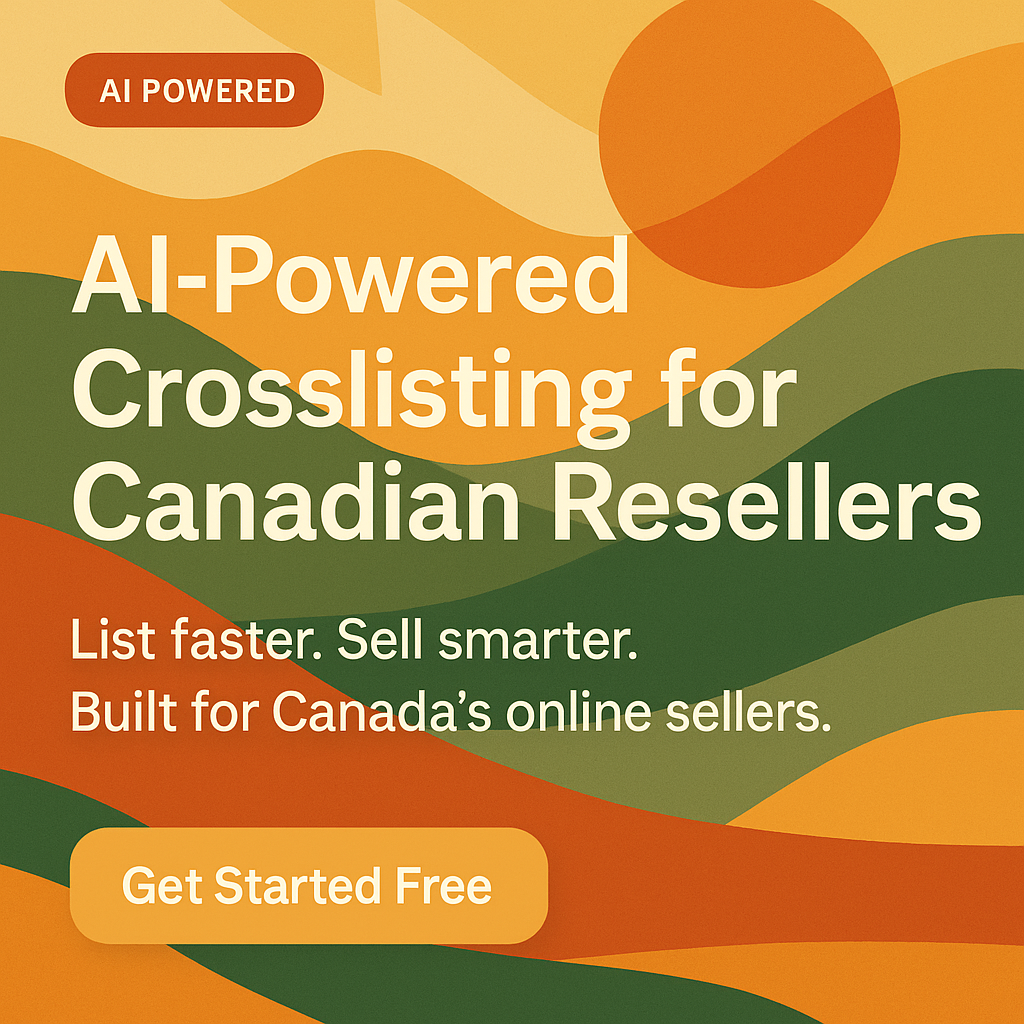 AI POWERED
AI-Powered
Crosslisting for
Canadian Resellers
List faster. Sell smarter.
Built for Canada’s online sellers.
Get Started Free